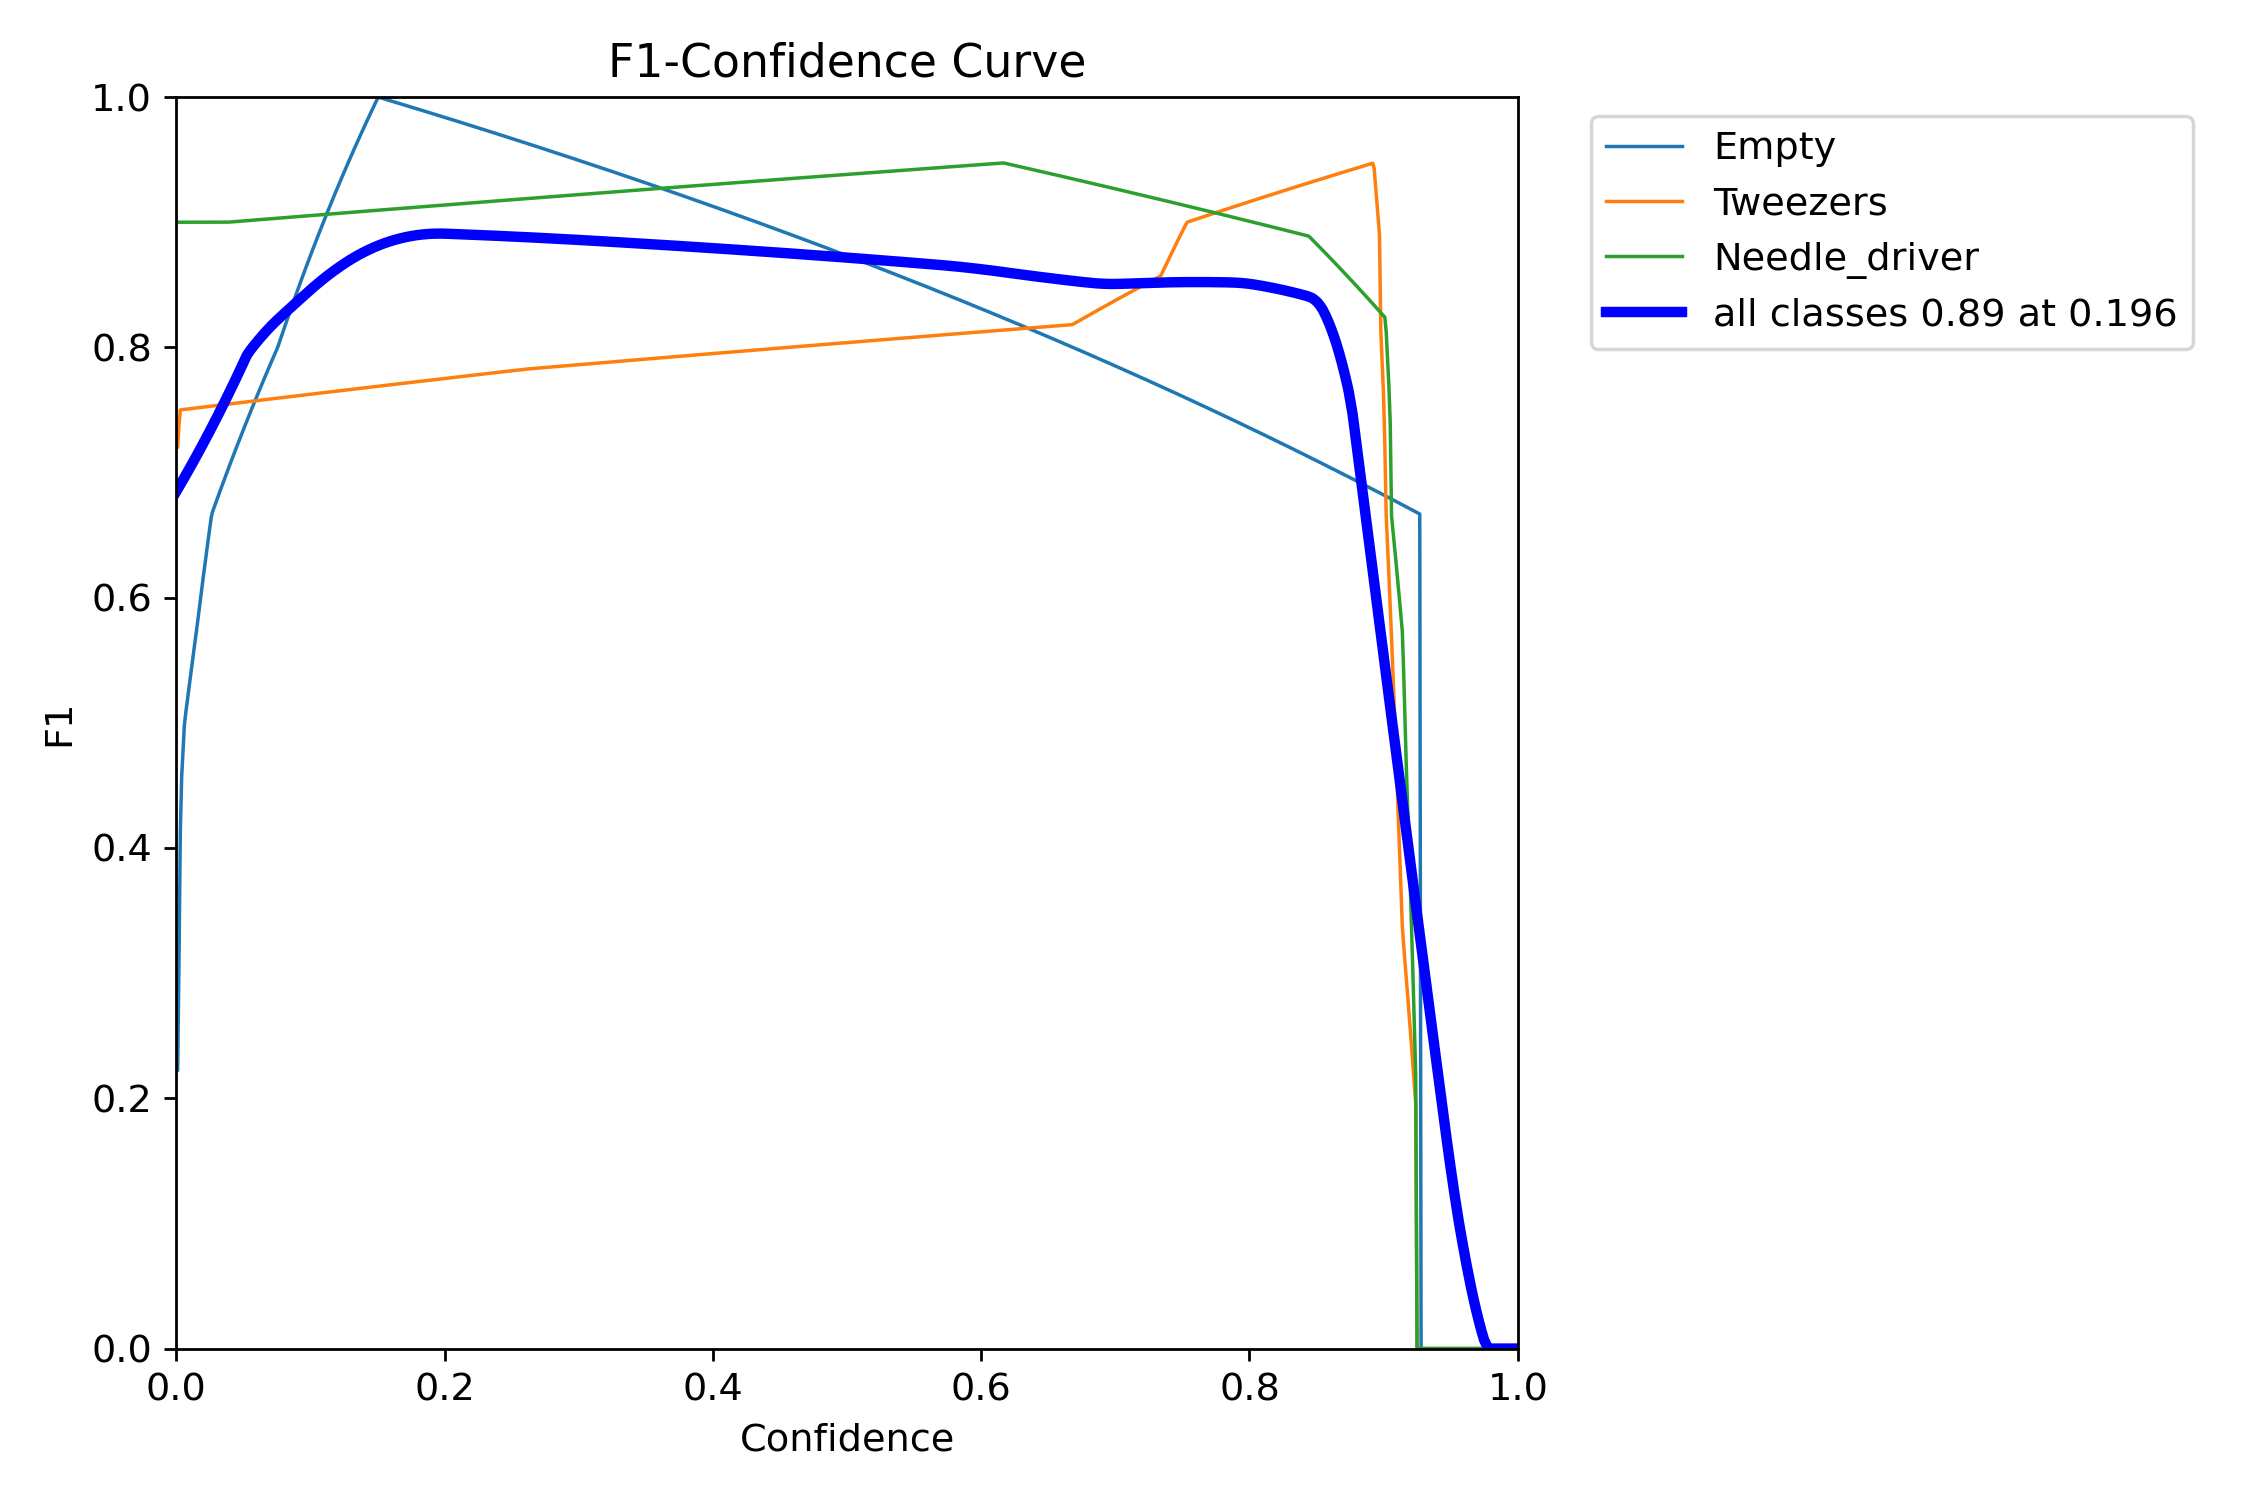 F1-Confidence Curve
1.0
0.8
0.6
0.4
0.2
0.0
F1
0.0 0.2 0.4 0.6 0.8 1.0
Confidence
Empty
Tweezers
Needle_driver
all classes 0.89 at 0.196